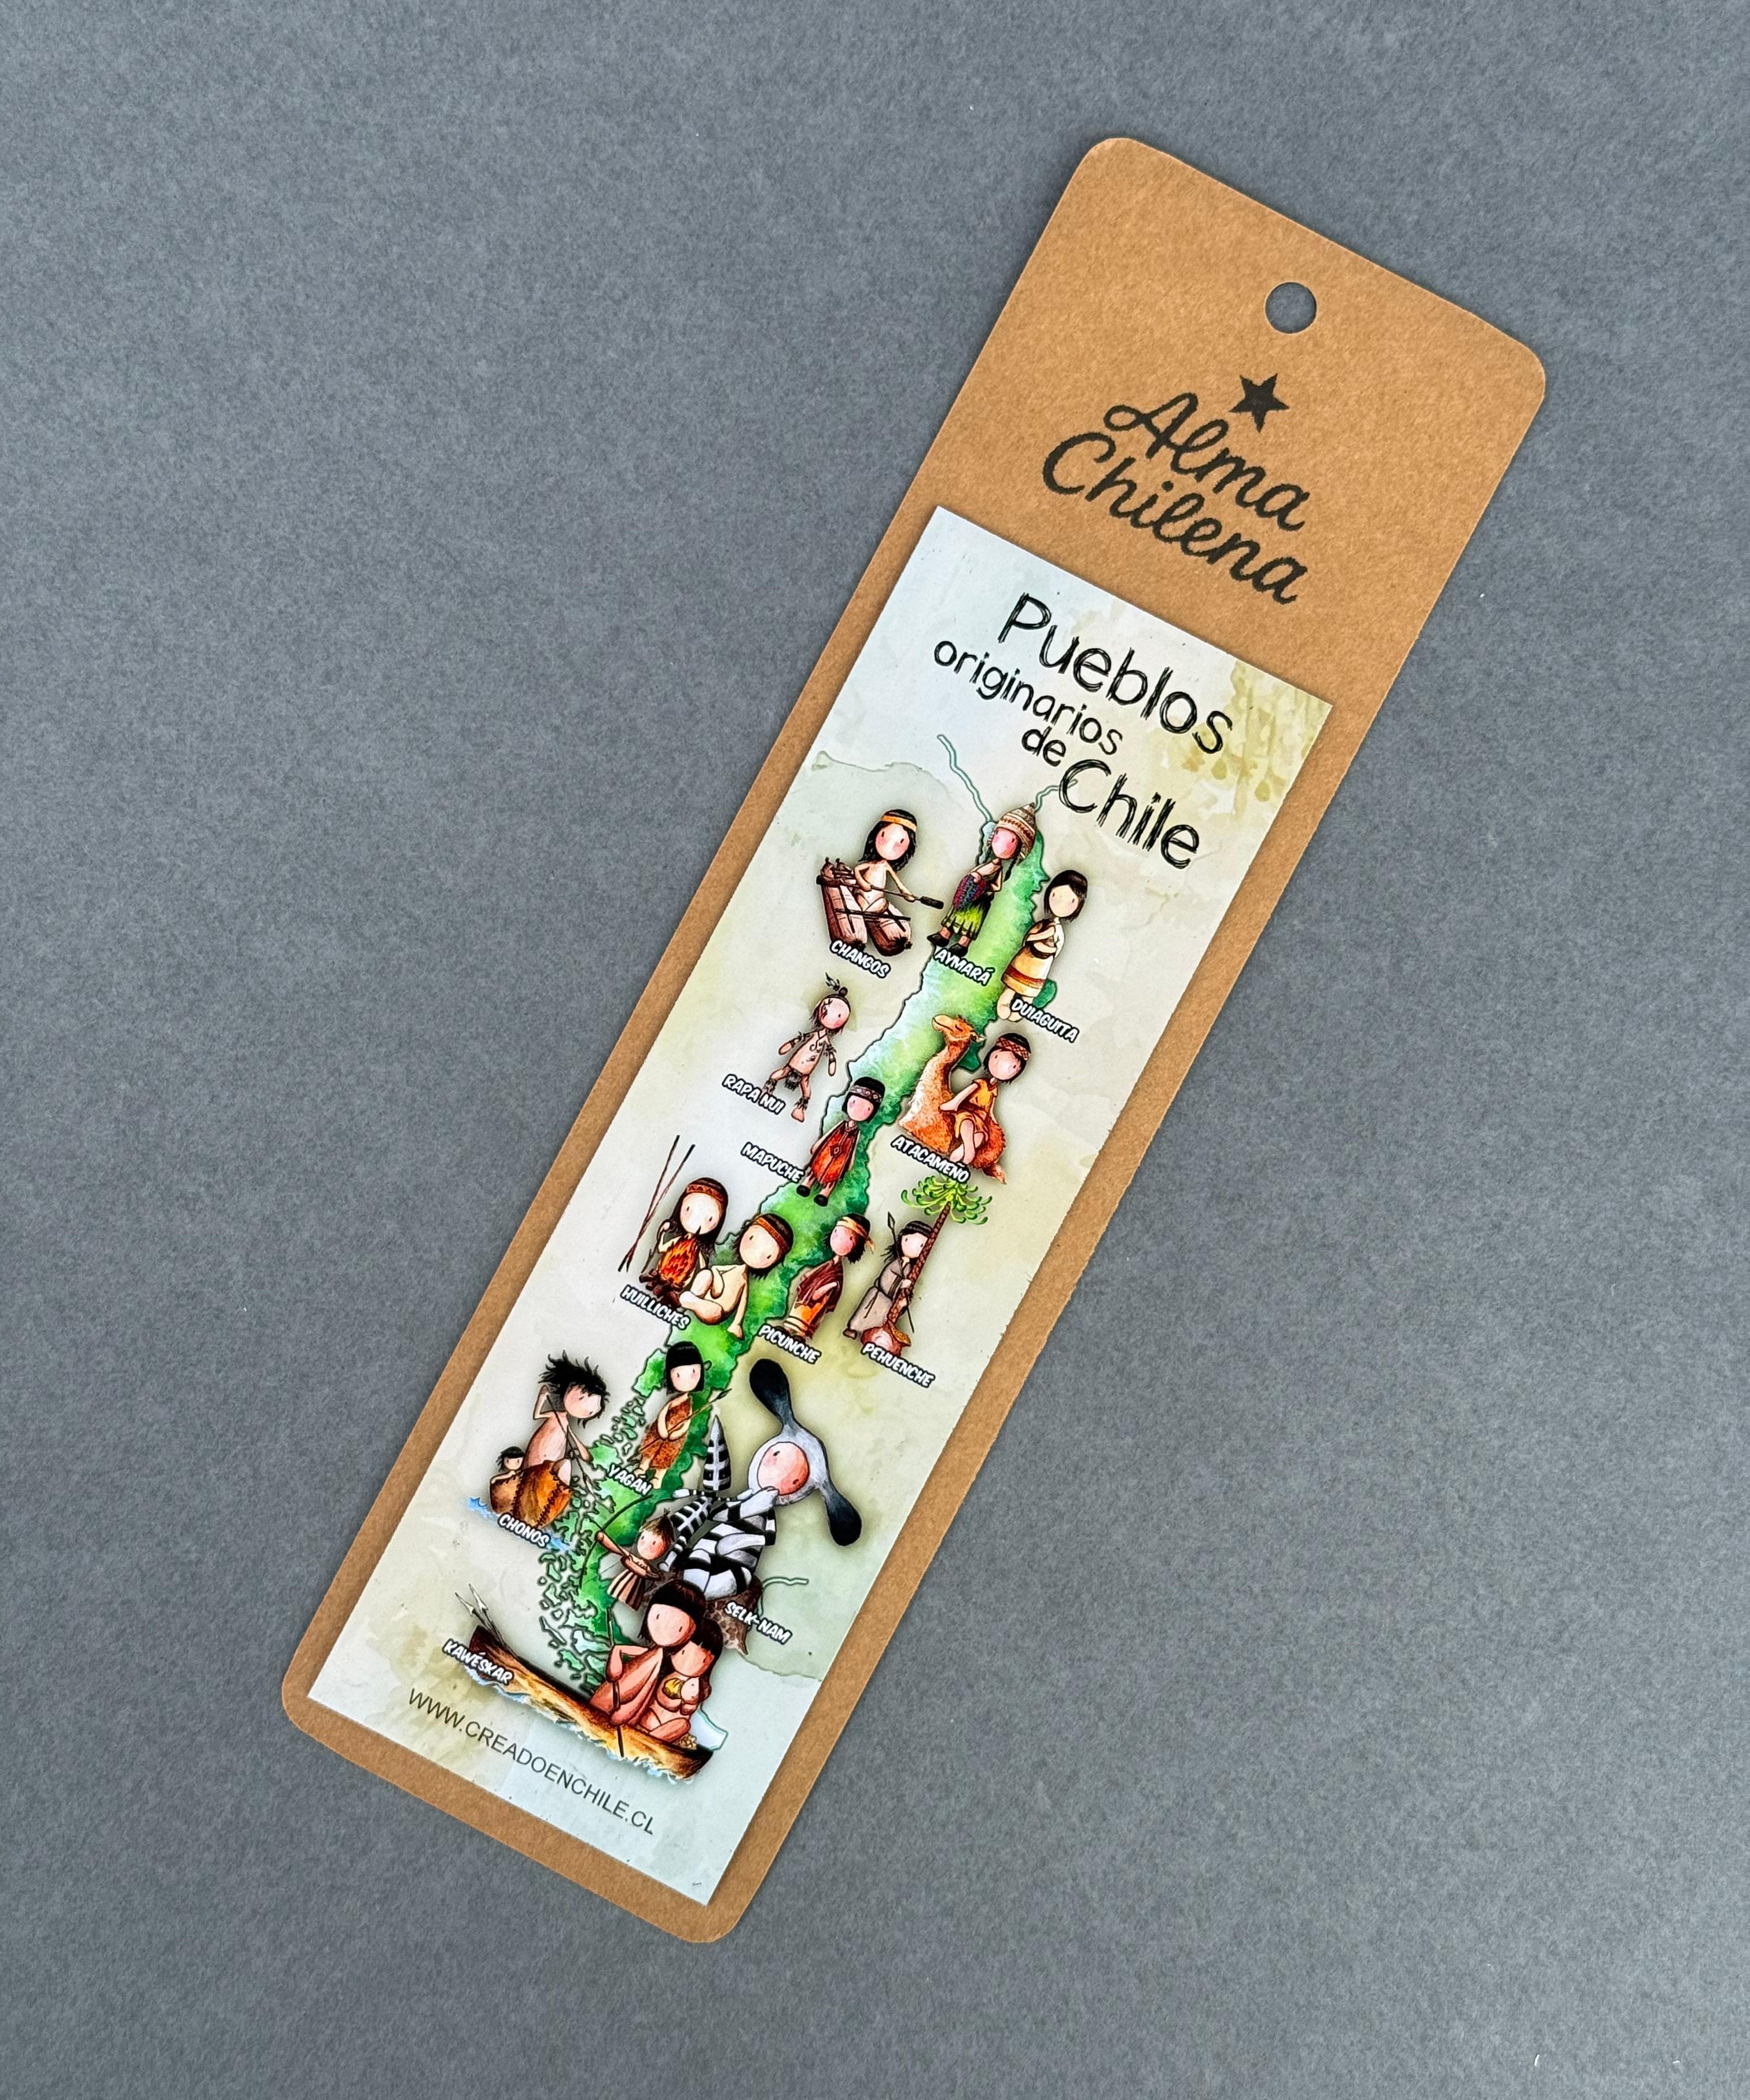 Alma
Chilena
Pueblos
originarios
de Chile
CHANGOS
AYMARÁ
DUIAGUITA
RAPA NUI
MAPUCHE
ATACAMEÑO
HUILLICHES
PICUNCHE
PEHUENCHE
YAGÁN
CHONOS
SELK-NAM
KAWÉSKAR
WWW.CREADOENCHILE.CL